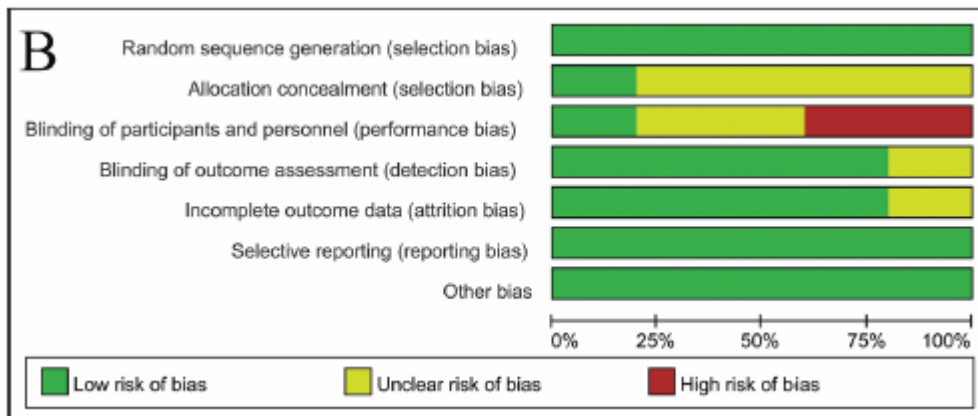 B
Random sequence generation (selection bias)
Allocation concealment (selection bias)
Blinding of participants and personnel (performance bias)
Blinding of outcome assessment (detection bias)
Incomplete outcome data (attrition bias)
Selective reporting (reporting bias)
Other bias
0% 25% 50% 75% 100%
Low risk of bias Unclear risk of bias High risk of bias